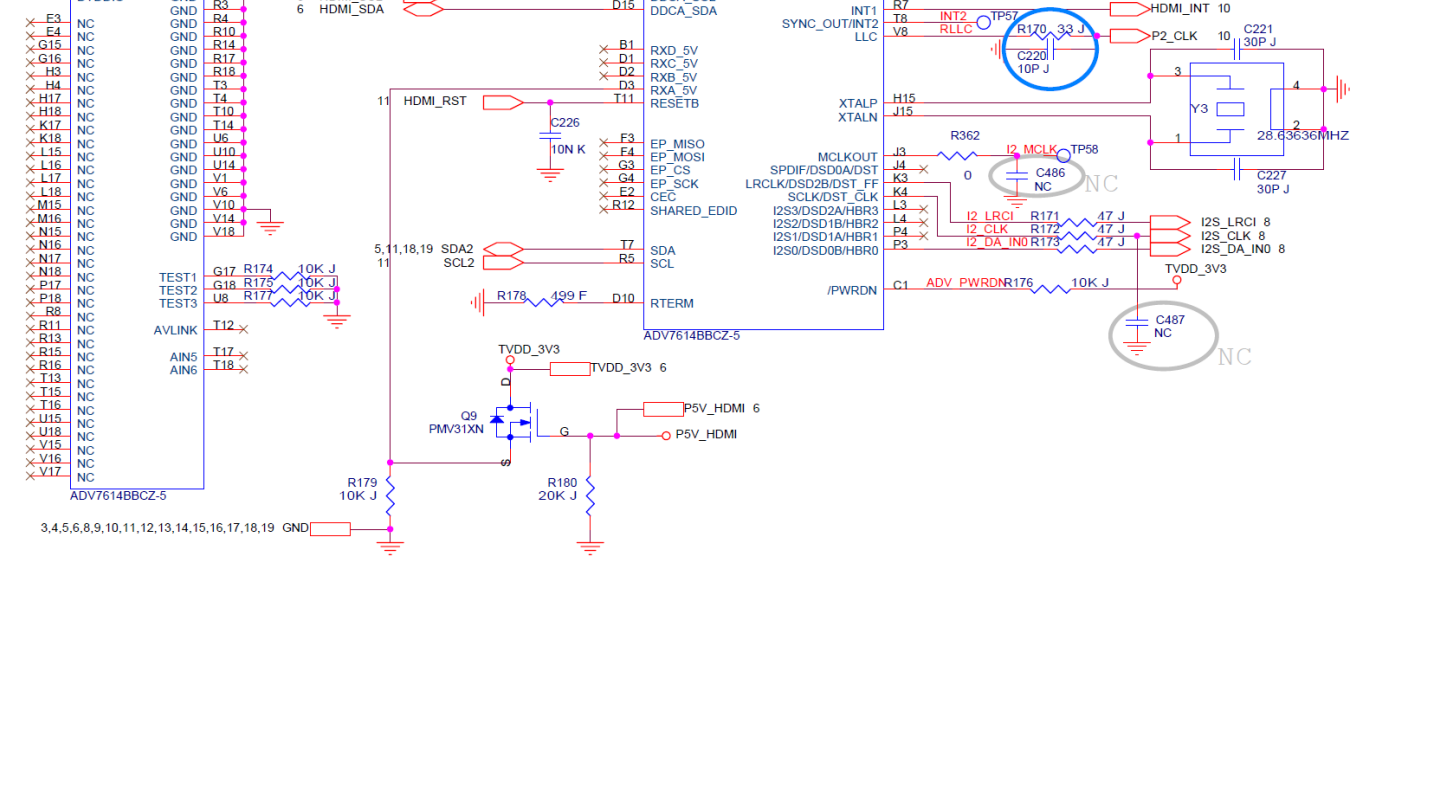 R3
6 HDMI_SDA
D15
DDCA_SDA
INT1
R7
HDMI_INT 10
E3 NC GND R4
SYNC_OUT/INT2 T8 INT2 TP57
E4 NC GND R10
LLC V8 RLLC R170 33 J P2_CLK 10
C220
10P J
C221
30P J
G15 NC GND R14
G16 NC GND R17
H3 NC GND R18
H4 NC GND T3
H17 NC GND T4
H18 NC GND T10
K17 NC GND T14
K18 NC GND U6
L15 NC GND U10
L16 NC GND U14
L17 NC GND V1
L18 NC GND V6
M15 NC GND V10
M16 NC GND V14
N15 NC GND V18
N16 NC
N17 NC
N18 NC TEST1 G17 R174 10K J
P17 NC TEST2 G18 R175 10K J
P18 NC TEST3 U8 R177 10K J
R8 NC
R11 NC AVLINK T12
R13 NC
R15 NC AIN5 T17
R16 NC AIN6 T18
T13 NC
T15 NC
T16 NC
U15 NC
U18 NC
V15 NC
V16 NC
V17 NC
ADV7614BBCZ-5
B1 RXD_5V
D1 RXC_5V
D2 RXB_5V
D3 RXA_5V
11 HDMI_RST T11 RESETB
C226
10N K
F3 EP_MISO
F4 EP_MOSI
G3 EP_CS
G4 EP_SCK
E2 CEC
R12 SHARED_EDID
5,11,18,19 SDA2 T7 SDA
11 SCL2 R5 SCL
R178 499 F D10 RTERM
XTALP H15
XTALN J15
3
4
Y3
1
2
28.63636MHZ
C227
30P J
MCLKOUT J3 R362 0 I2_MCLK TP58
SPDIF/DSD0A/DST J4
C486
NC
NC
LRCLK/DSD2B/DST_FF K3
SCLK/DST_CLK K4
I2S3/DSD2A/HBR3 L3
I2S2/DSD1B/HBR2 L4 I2_LRCI R171 47 J I2S_LRCI 8
I2S1/DSD1A/HBR1 P4 I2_CLK R172 47 J I2S_CLK 8
I2S0/DSD0B/HBR0 P3 I2_DA_IN0 R173 47 J I2S_DA_IN0 8
TVDD_3V3
/PWRDN C1 ADV_PWRDN R176 10K J
C487
NC
NC
ADV7614BBCZ-5
TVDD_3V3
TVDD_3V3 6
D
Q9
PMV31XN
G
S
P5V_HDMI 6
P5V_HDMI
R179
10K J
R180
20K J
3,4,5,6,8,9,10,11,12,13,14,15,16,17,18,19 GND